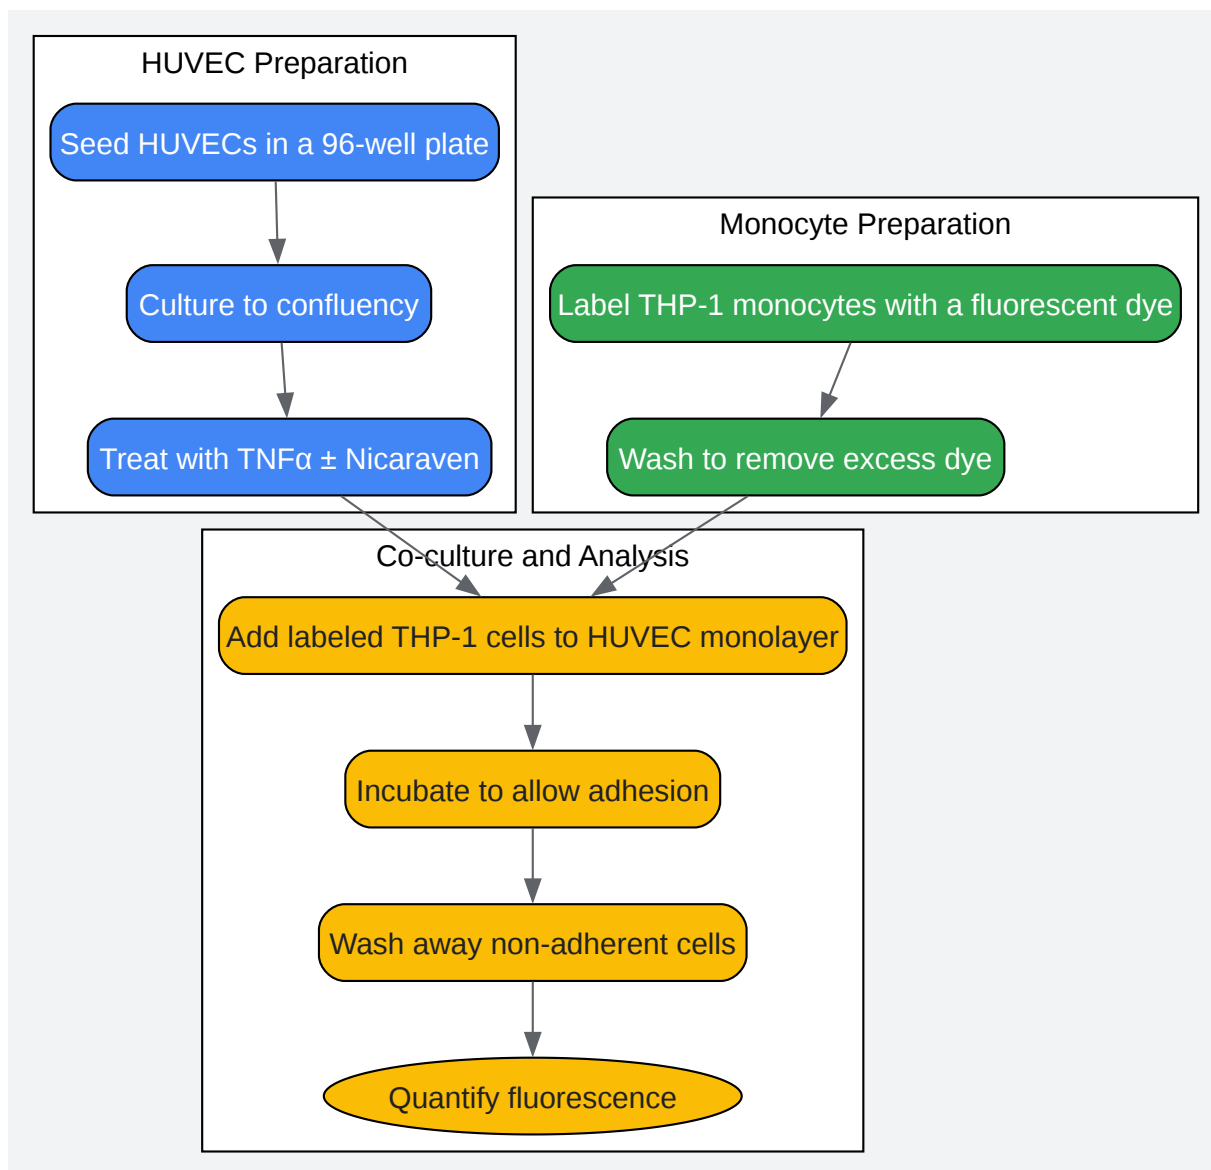 HUVEC Preparation
Seed HUVECs in a 96-well plate
Culture to confluency
Treat with TNFα ± Nicaraven
Monocyte Preparation
Label THP-1 monocytes with a fluorescent dye
Wash to remove excess dye
Co-culture and Analysis
Add labeled THP-1 cells to HUVEC monolayer
Incubate to allow adhesion
Wash away non-adherent cells
Quantify fluorescence